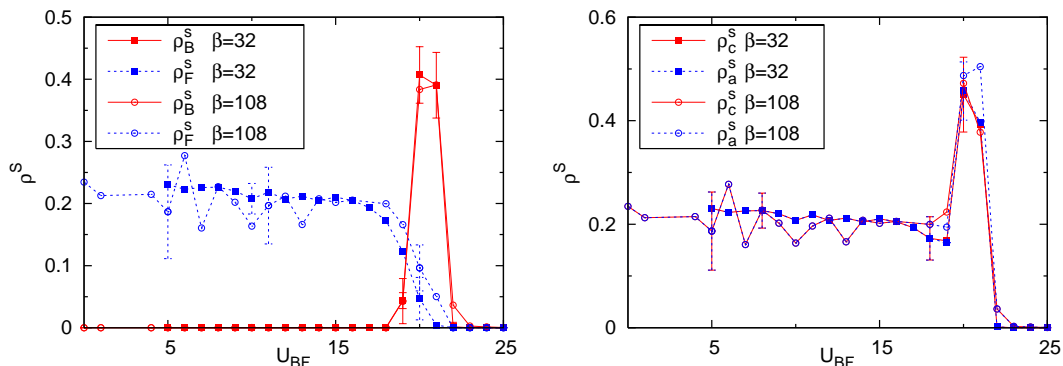 0.5
0.4
0.3
0.2
0.1
0
ρ^s
ρ_B^s β=32
ρ_F^s β=32
ρ_B^s β=108
ρ_F^s β=108
5 15 25
U_BF
0.6
0.4
0.2
0
ρ_c^s β=32
ρ_a^s β=32
ρ_c^s β=108
ρ_a^s β=108
5 15 25
U_BF